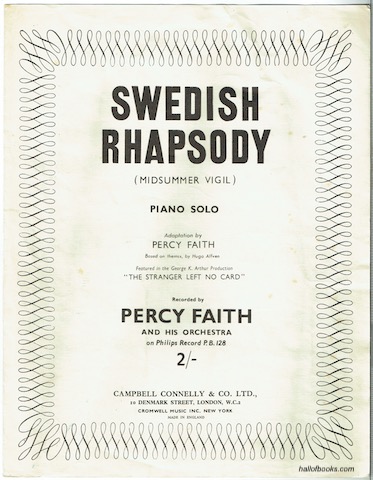 SWEDISH
RHAPSODY
(MIDSUMMER VIGIL)
PIANO SOLO
Adaptation by
PERCY FAITH
Based on themes, by Hugo Alfven
Featured in the George K. Arthur Production
"THE STRANGER LEFT NO CARD"
Recorded by
PERCY FAITH
AND HIS ORCHESTRA
on Philips Record P.B. 128
2/-
CAMPBELL CONNELLY & CO. LTD.,
10 DENMARK STREET, LONDON, W.C.2
CROMWELL MUSIC INC. NEW YORK
MADE IN ENGLAND
hallofbooks.com